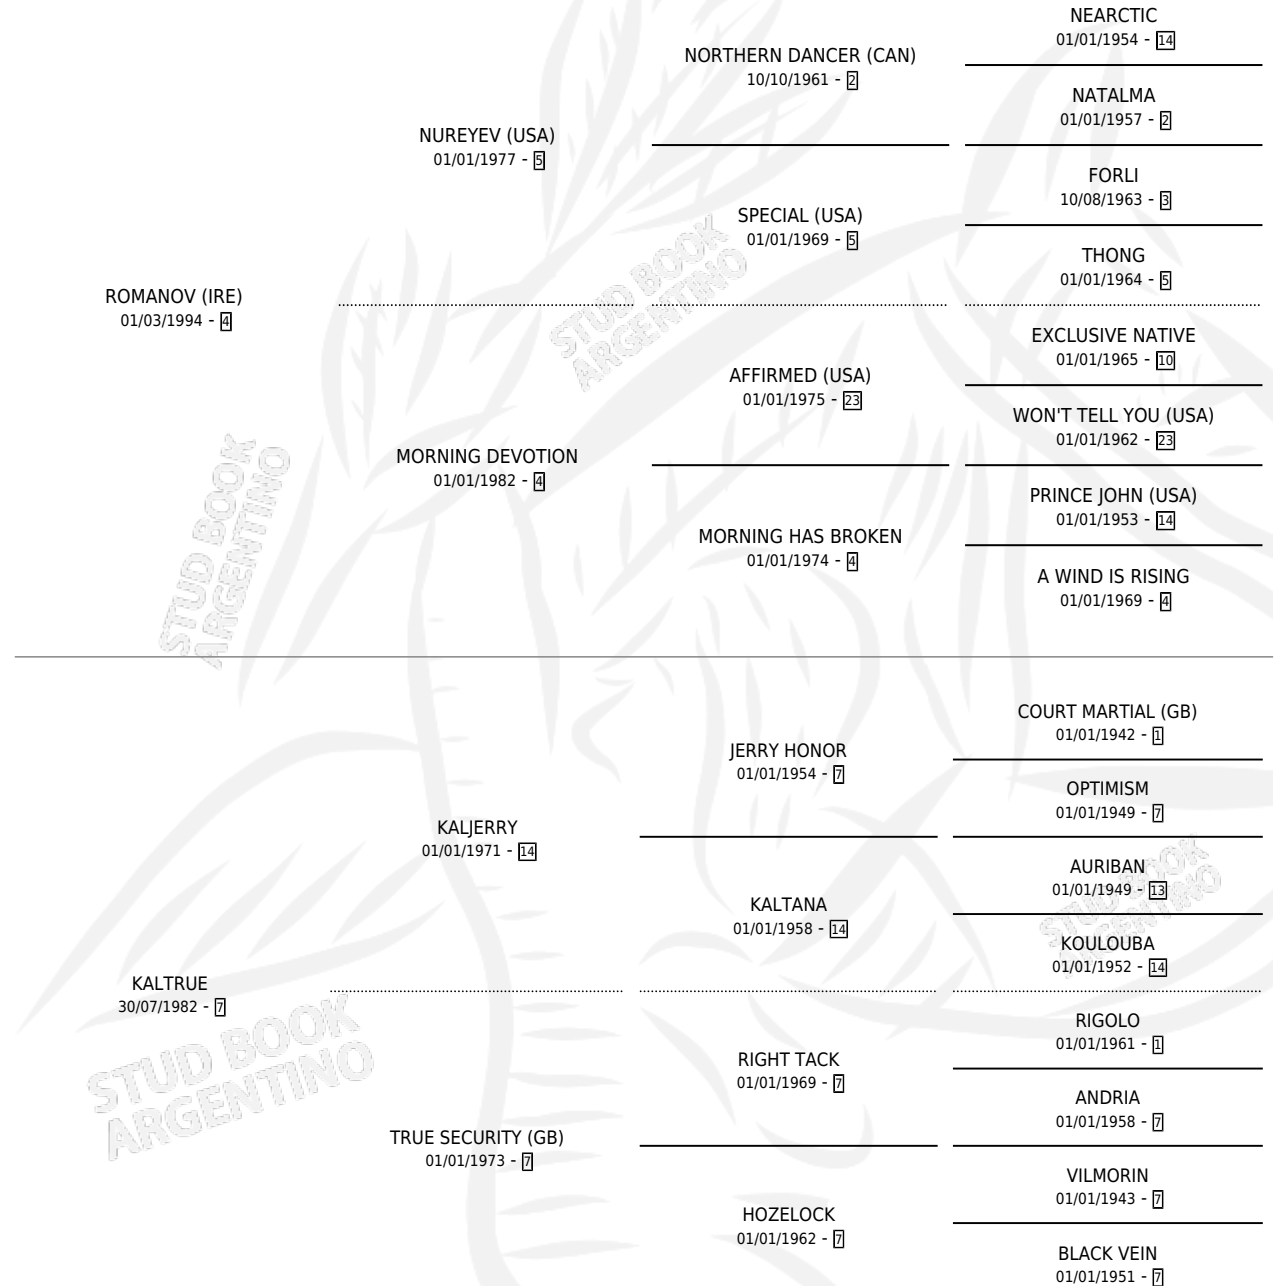 NEARCTIC
01/01/1954 - 14
NORTHERN DANCER (CAN)
10/10/1961 - 2
NATALMA
01/01/1957 - 2
NUREYEV (USA)
01/01/1977 - 5
FORLI
10/08/1963 - 3
SPECIAL (USA)
01/01/1969 - 5
THONG
01/01/1964 - 5
ROMANOV (IRE)
01/03/1994 - 4
STUD BOOK
ARGENTINO
EXCLUSIVE NATIVE
01/01/1965 - 10
AFFIRMED (USA)
01/01/1975 - 23
WON'T TELL YOU (USA)
01/01/1962 - 23
MORNING DEVOTION
01/01/1982 - 4
PRINCE JOHN (USA)
01/01/1953 - 14
MORNING HAS BROKEN
01/01/1974 - 4
A WIND IS RISING
01/01/1969 - 4
STUD BOOK
ARGENTINO
COURT MARTIAL (GB)
01/01/1942 - 1
JERRY HONOR
01/01/1954 - 7
OPTIMISM
01/01/1949 - 7
KALJERRY
01/01/1971 - 14
AURIBAN
01/01/1949 - 13
KALTANA
01/01/1958 - 14
KOULOUBA
01/01/1952 - 14
STUD BOOK
ARGENTINO
KALTRUE
30/07/1982 - 7
RIGOLO
01/01/1961 - 1
RIGHT TACK
01/01/1969 - 7
ANDRIA
01/01/1958 - 7
STUD BOOK
ARGENTINO
TRUE SECURITY (GB)
01/01/1973 - 7
VILMORIN
01/01/1943 - 7
HOZELOCK
01/01/1962 - 7
BLACK VEIN
01/01/1951 - 7